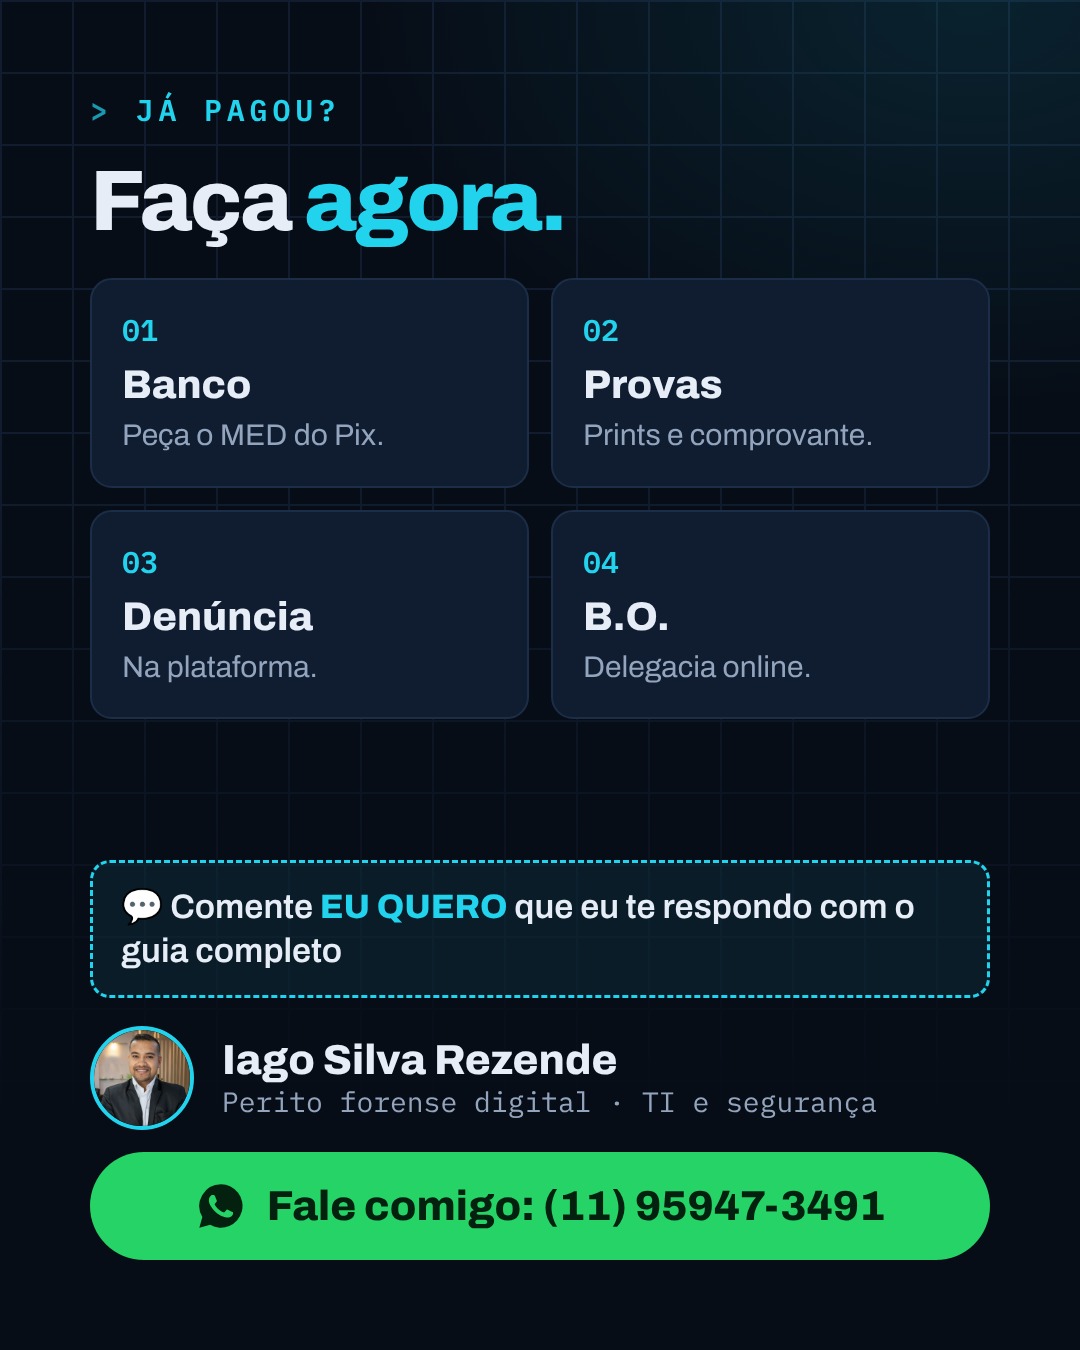 > JÁ PAGOU?
Faça agora.
01
Banco
Peça o MED do Pix.
02
Provas
Prints e comprovante.
03
Denúncia
Na plataforma.
04
B.O.
Delegacia online.
💬 Comente EU QUERO que eu te respondo com o
guia completo
Iago Silva Rezende
Perito forense digital · TI e segurança
Fale comigo: (11) 95947-3491